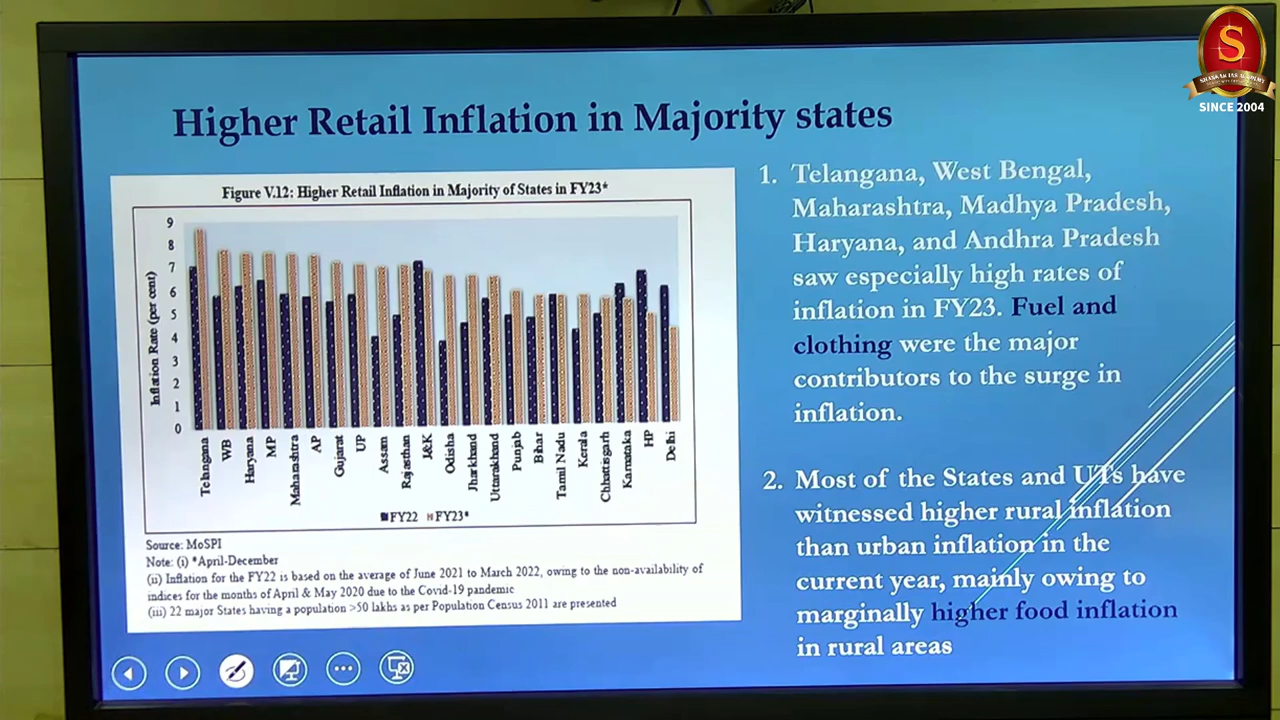 S
SHANKAR IAS ACADEMY
SINCE 2004
Higher Retail Inflation in Majority states
Figure V.12: Higher Retail Inflation in Majority of States in FY23*
Inflation Rate (per cent)
9
8
7
6
5
4
3
2
1
0
Telangana
WB
Haryana
MP
Maharashtra
AP
Gujarat
UP
Assam
Rajasthan
J&K
Odisha
Jharkhand
Uttarakhand
Punjab
Bihar
Tamil Nadu
Kerala
Chhattisgarh
Karnataka
HP
Delhi
FY22 FY23*
Source: MoSPI
Note: (i) *April-December
(ii) Inflation for the FY22 is based on the average of June 2021 to March 2022, owing to the non-availability of
indices for the months of April & May 2020 due to the Covid-19 pandemic
(iii) 22 major States having a population >50 lakhs as per Population Census 2011 are presented
1. Telangana, West Bengal,
Maharashtra, Madhya Pradesh,
Haryana, and Andhra Pradesh
saw especially high rates of
inflation in FY23. Fuel and
clothing were the major
contributors to the surge in
inflation.
2. Most of the States and UTs have
witnessed higher rural inflation
than urban inflation in the
current year, mainly owing to
marginally higher food inflation
in rural areas